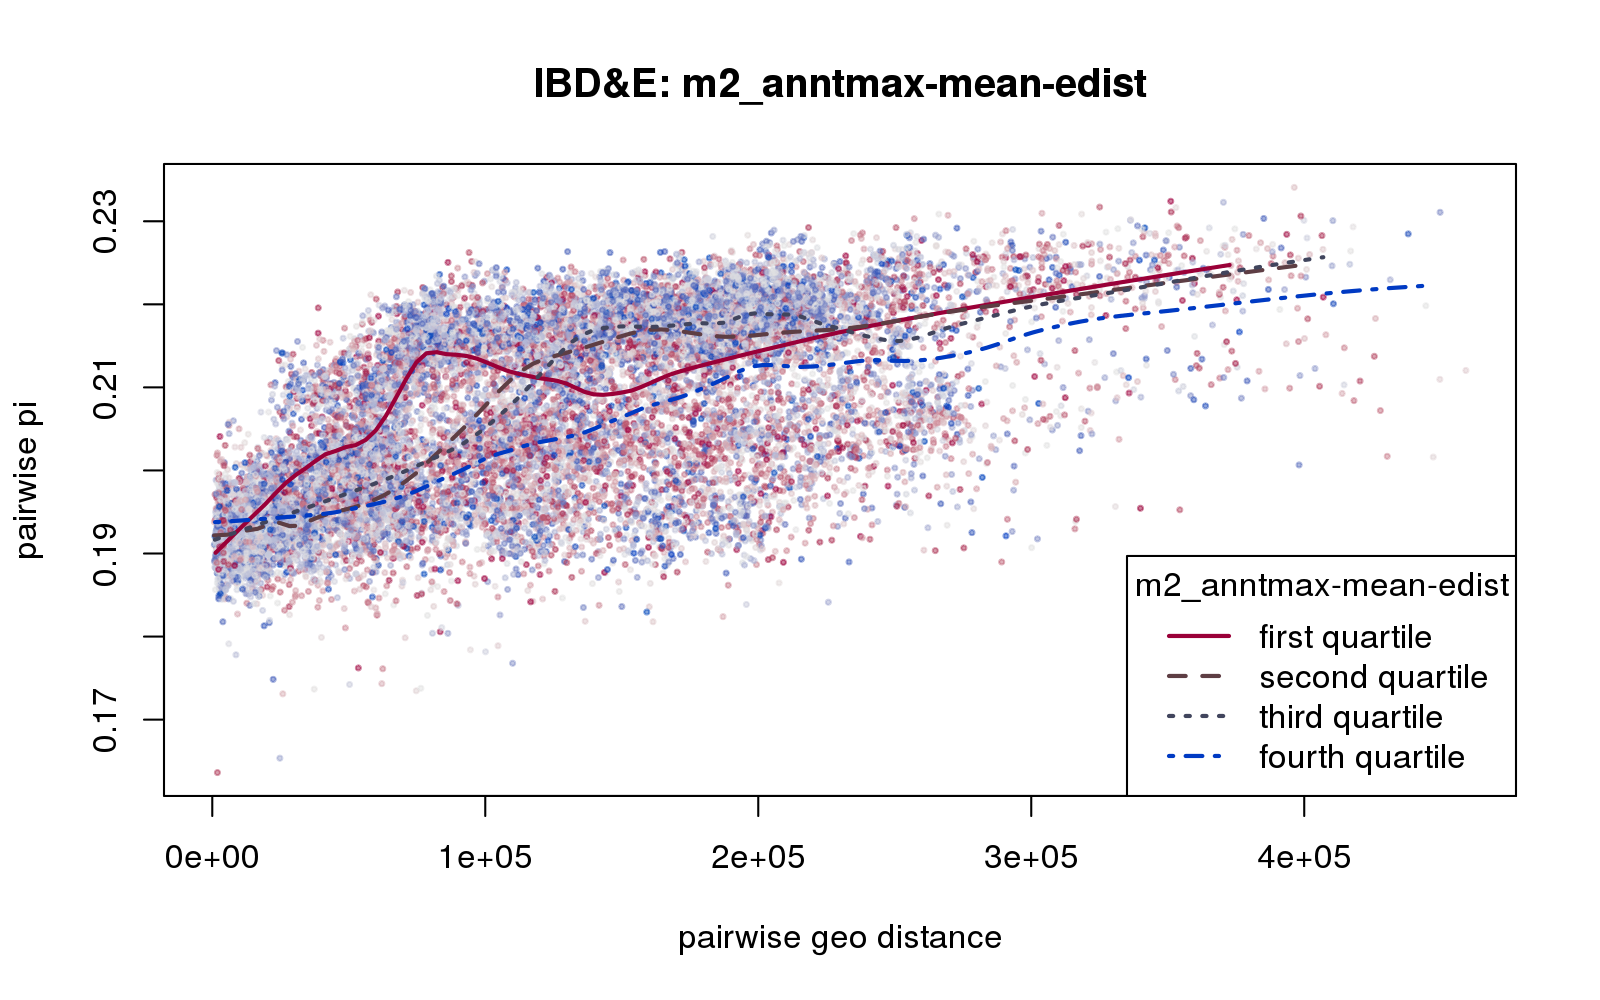 IBD&E: m2_anntmax-mean-edist
pairwise pi
0.23
0.21
0.19
0.17
0e+00
1e+05
2e+05
3e+05
4e+05
pairwise geo distance
m2_anntmax-mean-edist
first quartile
second quartile
third quartile
fourth quartile